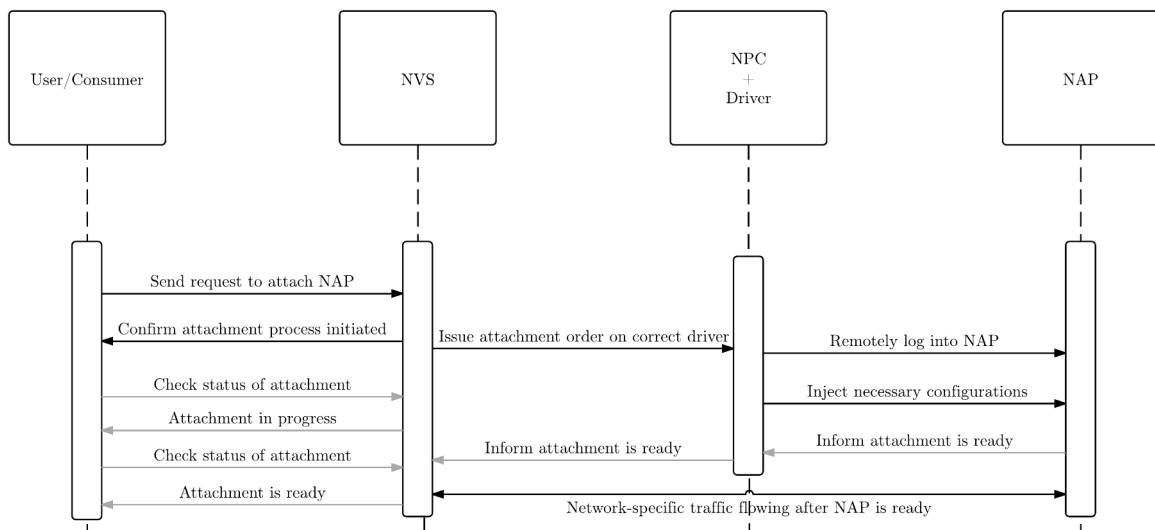 User/Consumer
NVS
NPC
+
Driver
NAP
Send request to attach NAP
Confirm attachment process initiated
Issue attachment order on correct driver
Remotely log into NAP
Check status of attachment
Inject necessary configurations
Attachment in progress
Inform attachment is ready
Inform attachment is ready
Check status of attachment
Attachment is ready
Network-specific traffic flowing after NAP is ready